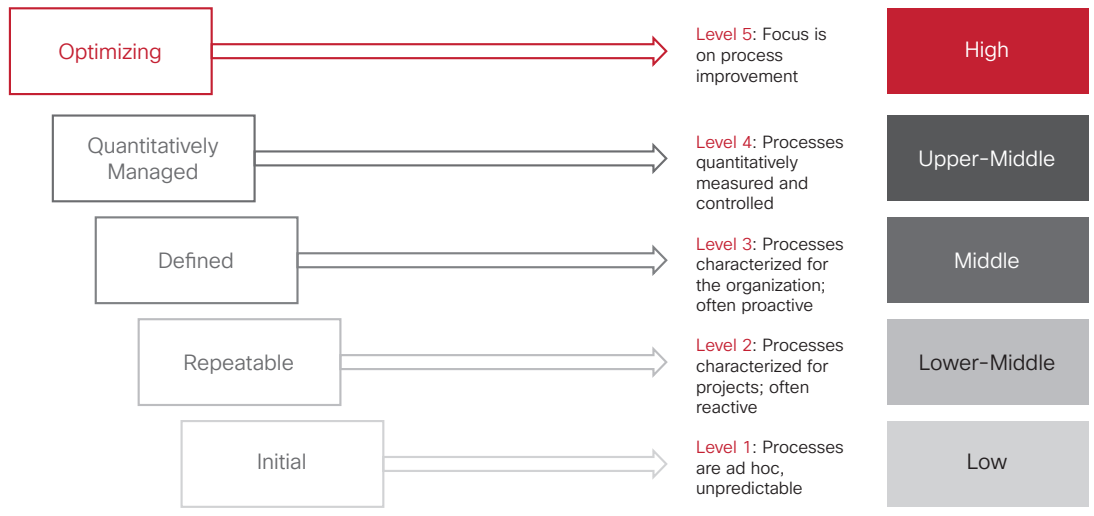 Optimizing
Level 5: Focus is
on process
improvement
High
Quantitatively
Managed
Level 4: Processes
quantitatively
measured and
controlled
Upper-Middle
Defined
Level 3: Processes
characterized for
the organization;
often proactive
Middle
Repeatable
Level 2: Processes
characterized for
projects; often
reactive
Lower-Middle
Initial
Level 1: Processes
are ad hoc,
unpredictable
Low